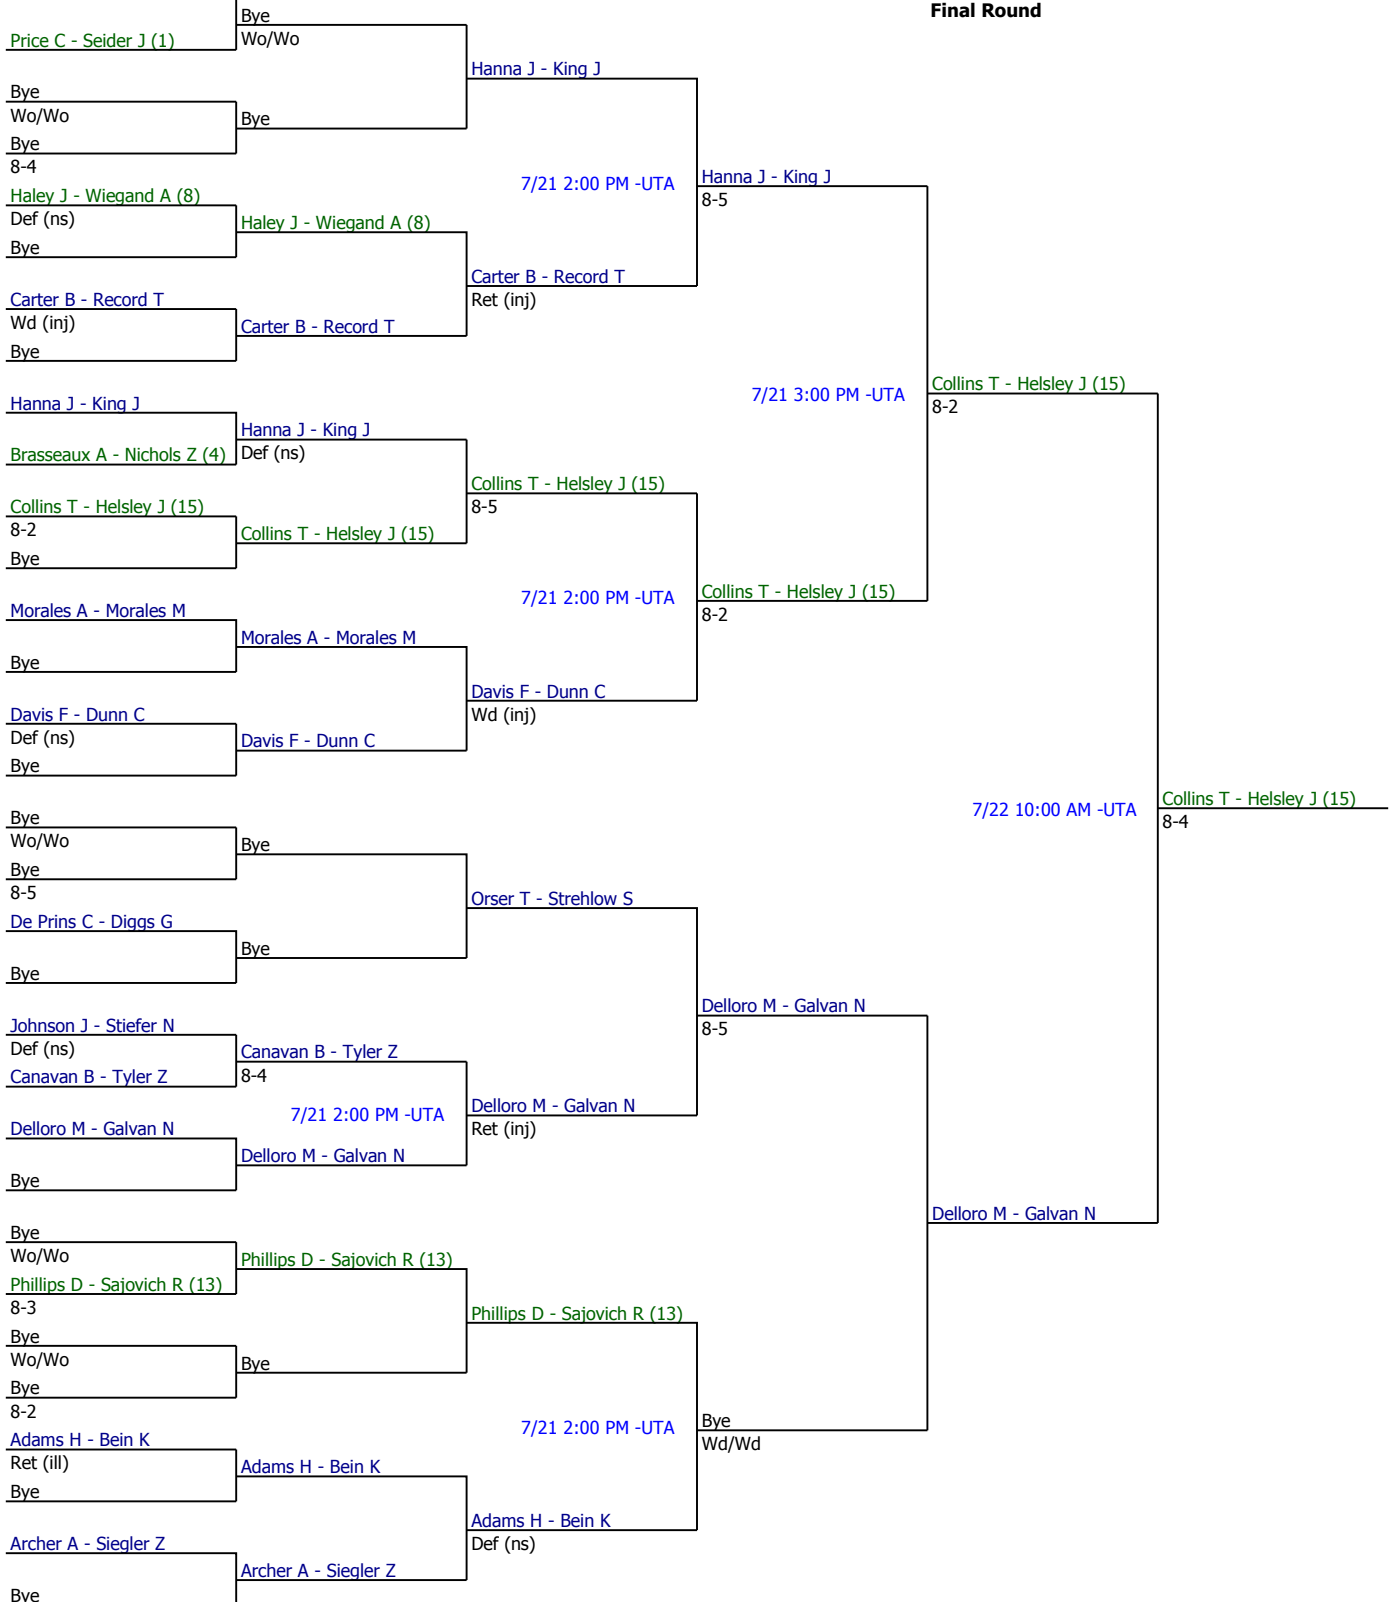 Final Round
Bye
Price C - Seider J (1)
Wo/Wo
Hanna J - King J
Bye
Wo/Wo
Bye
Bye
8-4
Haley J - Wiegand A (8)
Def (ns)
Haley J - Wiegand A (8)
Bye
7/21 2:00 PM -UTA
Hanna J - King J
8-5
Carter B - Record T
Ret (inj)
Carter B - Record T
Wd (inj)
Carter B - Record T
Bye
Hanna J - King J
Hanna J - King J
Brasseaux A - Nichols Z (4)
Def (ns)
7/21 3:00 PM -UTA
Collins T - Helsley J (15)
8-2
Collins T - Helsley J (15)
8-5
Collins T - Helsley J (15)
8-2
Collins T - Helsley J (15)
Bye
7/21 2:00 PM -UTA
Collins T - Helsley J (15)
8-2
Morales A - Morales M
Morales A - Morales M
Bye
Davis F - Dunn C
Wd (inj)
Davis F - Dunn C
Def (ns)
Davis F - Dunn C
Bye
7/22 10:00 AM -UTA
Collins T - Helsley J (15)
8-4
Bye
Wo/Wo
Bye
Bye
8-5
Orser T - Strehlow S
De Prins C - Diggs G
Bye
Bye
Delloro M - Galvan N
8-5
Johnson J - Stiefer N
Def (ns)
Canavan B - Tyler Z
Canavan B - Tyler Z
8-4
7/21 2:00 PM -UTA
Delloro M - Galvan N
Ret (inj)
Delloro M - Galvan N
Delloro M - Galvan N
Bye
Delloro M - Galvan N
Bye
Wo/Wo
Phillips D - Sajovich R (13)
Phillips D - Sajovich R (13)
8-3
Phillips D - Sajovich R (13)
Bye
Wo/Wo
Bye
Bye
8-2
7/21 2:00 PM -UTA
Bye
Wd/Wd
Adams H - Bein K
Ret (ill)
Adams H - Bein K
Bye
Adams H - Bein K
Def (ns)
Archer A - Siegler Z
Archer A - Siegler Z
Bye